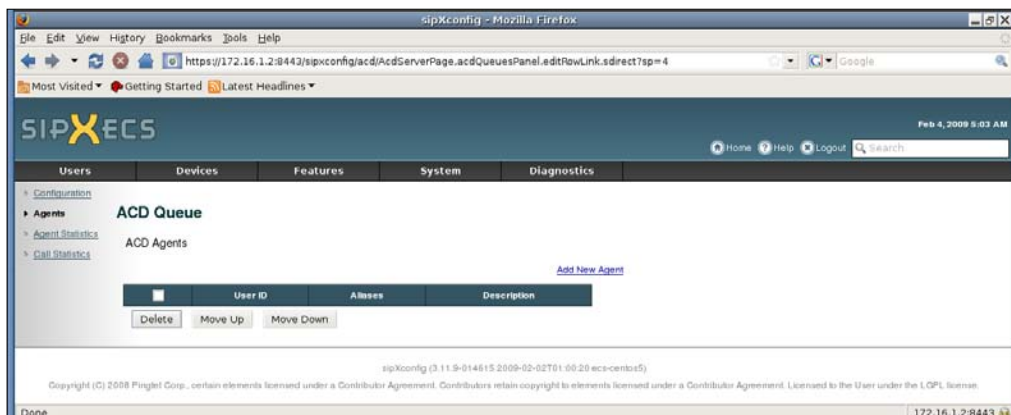 sipXconfig - Mozilla Firefox
File Edit View History Bookmarks Tools Help
https://172.16.1.2:8443/sipxconfig/acd/AcdServerPage.acdQueuesPanel.editRowLink.sdirect?sp=4
Google
Most Visited Getting Started Latest Headlines
SIPXECS
Feb 4, 2009 5:03 AM
Home Help Logout Search
Users Devices Features System Diagnostics
Configuration
Agents
Agent Statistics
Call Statistics
ACD Queue
ACD Agents
Add New Agent
User ID Aliases Description
Delete Move Up Move Down
sipXconfig (3.11.9-014615 2009-02-02T01:00:20 ecs-centos5)
Copyright (C) 2008 Pingtel Corp., certain elements licensed under a Contributor Agreement. Contributors retain copyright to elements licensed under a Contributor Agreement. Licensed to the User under the LGPL license.
Done
172.16.1.2:8443